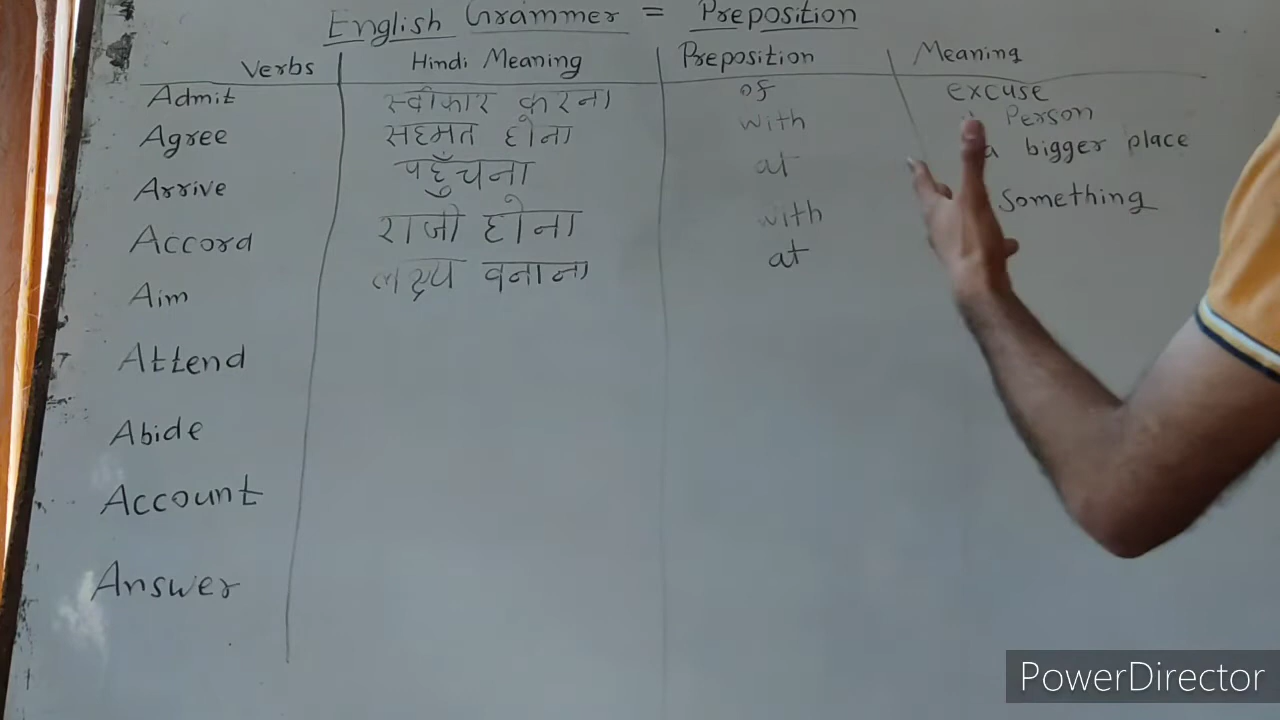 English Grammer = Preposition
Verbs Hindi Meaning Preposition Meaning
Admit स्वीकार करना of excuse
Agree सहमत होना with Person
Arrive पहुँचना at a bigger place
Accord राजी होना with Something
Aim लक्ष्य वनाना at
Attend
Abide
Account
Answer
PowerDirector